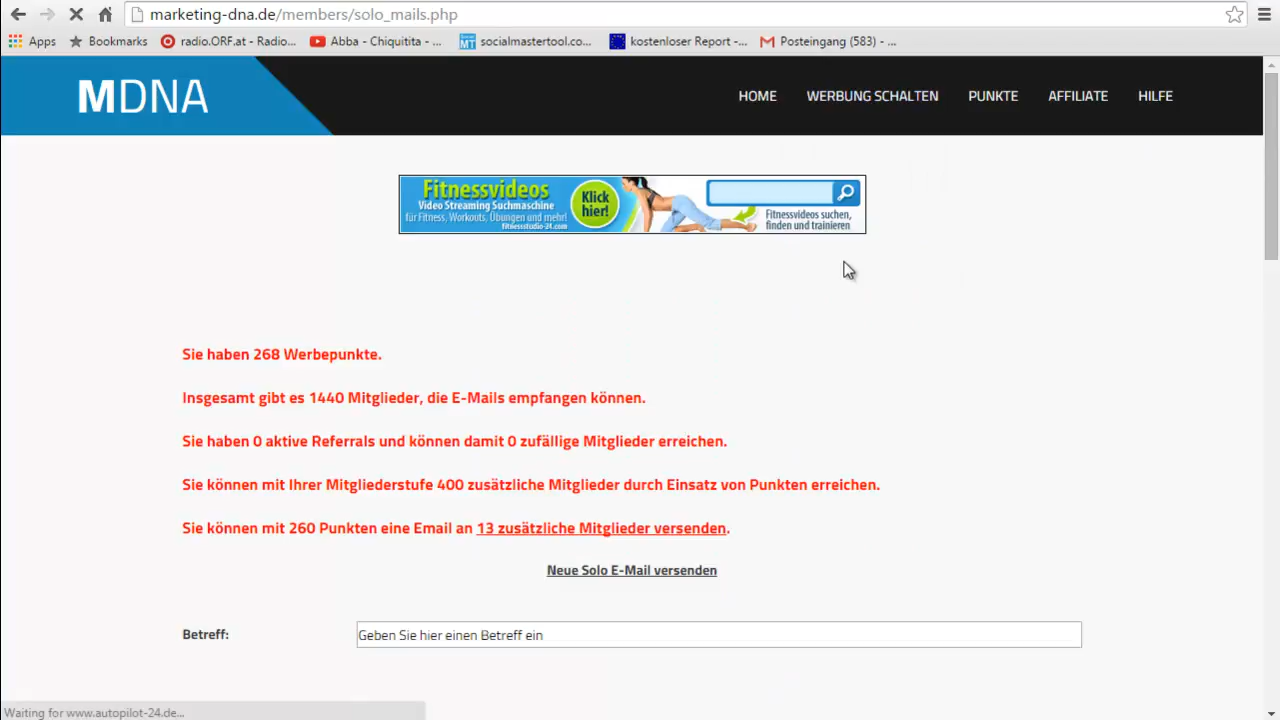 marketing-dna.de/members/solo_mails.php
Apps Bookmarks radio.ORF.at - Radio... Abba - Chiquitita - ... socialmastertool.co... kostenloser Report -... Posteingang (583) - ...
MDNA HOME WERBUNG SCHALTEN PUNKTE AFFILIATE HILFE
Fitnessvideos
Video Streaming Suchmaschine
für Fitness, Workouts, Übungen und mehr!
fitnessstudio-24.com
Klick
hier!
Fitnessvideos suchen,
finden und trainieren
Sie haben 268 Werbepunkte.
Insgesamt gibt es 1440 Mitglieder, die E-Mails empfangen können.
Sie haben 0 aktive Referrals und können damit 0 zufällige Mitglieder erreichen.
Sie können mit Ihrer Mitgliederstufe 400 zusätzliche Mitglieder durch Einsatz von Punkten erreichen.
Sie können mit 260 Punkten eine Email an 13 zusätzliche Mitglieder versenden.
Neue Solo E-Mail versenden
Betreff: Geben Sie hier einen Betreff ein
Waiting for www.autopilot-24.de...